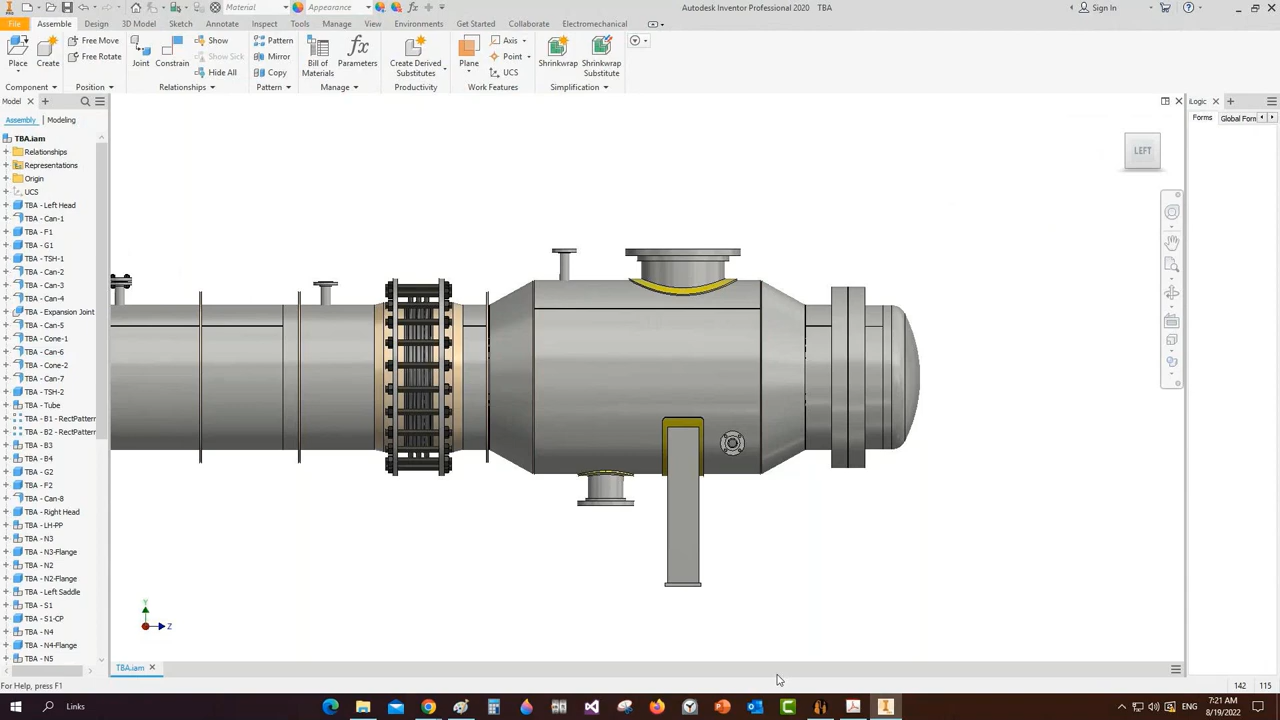 Material
Appearance
Autodesk Inventor Professional 2020   TBA
Sign In
File
Assemble
Design
3D Model
Sketch
Annotate
Inspect
Tools
Manage
View
Environments
Get Started
Collaborate
Electromechanical
Place
Create
Component
Free Move
Free Rotate
Position
Joint
Constrain
Show
Show Sick
Hide All
Relationships
Pattern
Mirror
Copy
Pattern
Bill of
Materials
Parameters
Manage
Create Derived
Substitutes
Productivity
Plane
Axis
Point
UCS
Work Features
Shrinkwrap
Shrinkwrap
Substitute
Simplification
Model
Assembly
Modeling
TBA.iam
Relationships
Representations
Origin
UCS
TBA - Left Head
TBA - Can-1
TBA - F1
TBA - G1
TBA - TSH-1
TBA - Can-2
TBA - Can-3
TBA - Can-4
TBA - Expansion Joint
TBA - Can-5
TBA - Cone-1
TBA - Can-6
TBA - Cone-2
TBA - Can-7
TBA - TSH-2
TBA - Tube
TBA - B1 - RectPattern
TBA - B2 - RectPattern
TBA - B3
TBA - B4
TBA - G2
TBA - F2
TBA - Can-8
TBA - Right Head
TBA - LH-PP
TBA - N3
TBA - N3-Flange
TBA - N2
TBA - N2-Flange
TBA - Left Saddle
TBA - S1
TBA - S1-CP
TBA - N4
TBA - N4-Flange
TBA - N5
LEFT
iLogic
Forms
Global Forn
Y
Z
TBA.iam
For Help, press F1
142
115
Links
7:21 AM
8/19/2022